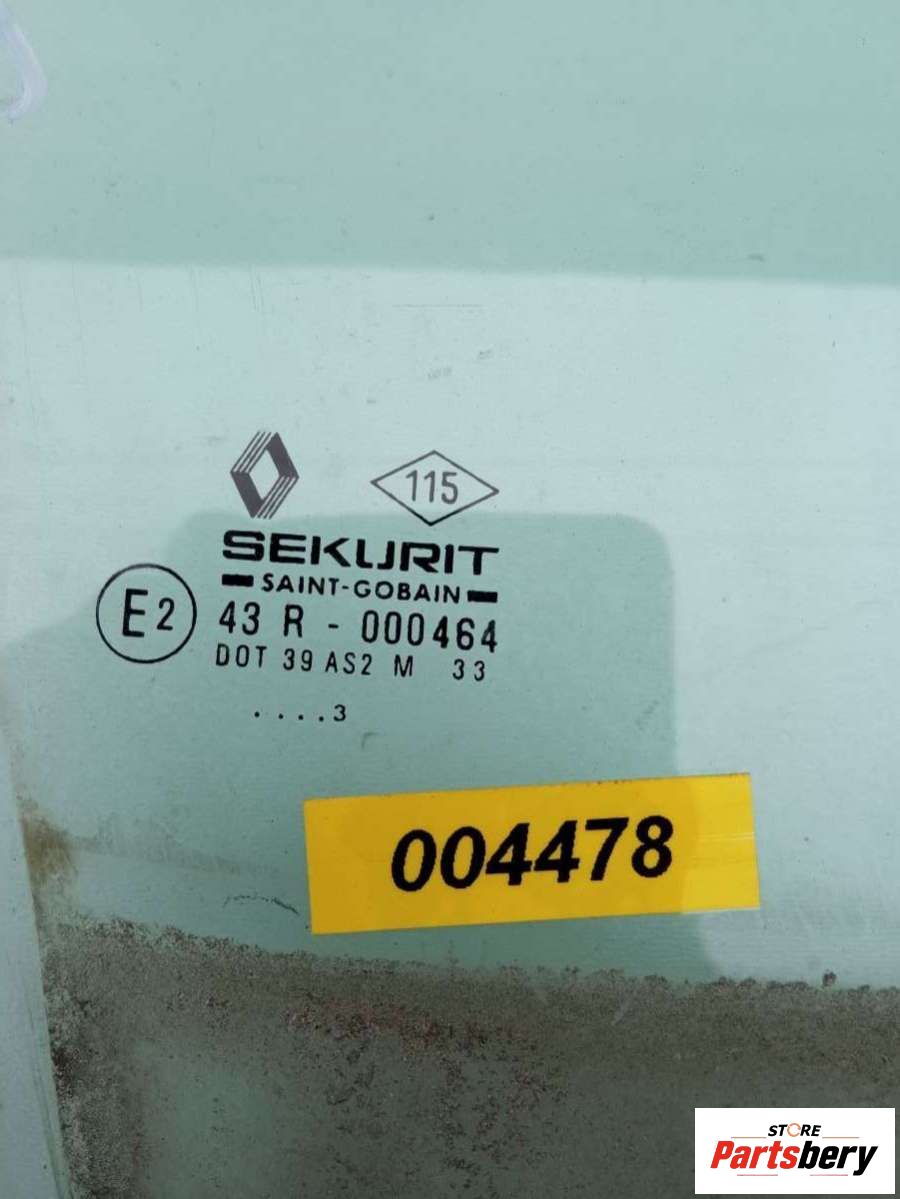 115
SEKURIT
SAINT-GOBAIN
E2
43 R - 000464
DOT 39 AS2 M 33
....3
004478
STORE
Partsbery